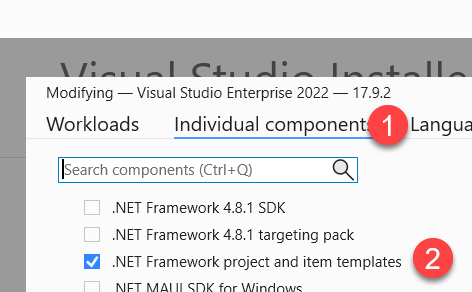 Visual Studio Installe
Modifying — Visual Studio Enterprise 2022 — 17.9.2
Workloads Individual components 1 Langua
Search components (Ctrl+Q)
.NET Framework 4.8.1 SDK
.NET Framework 4.8.1 targeting pack
.NET Framework project and item templates 2
.NET MAUI SDK for Windows